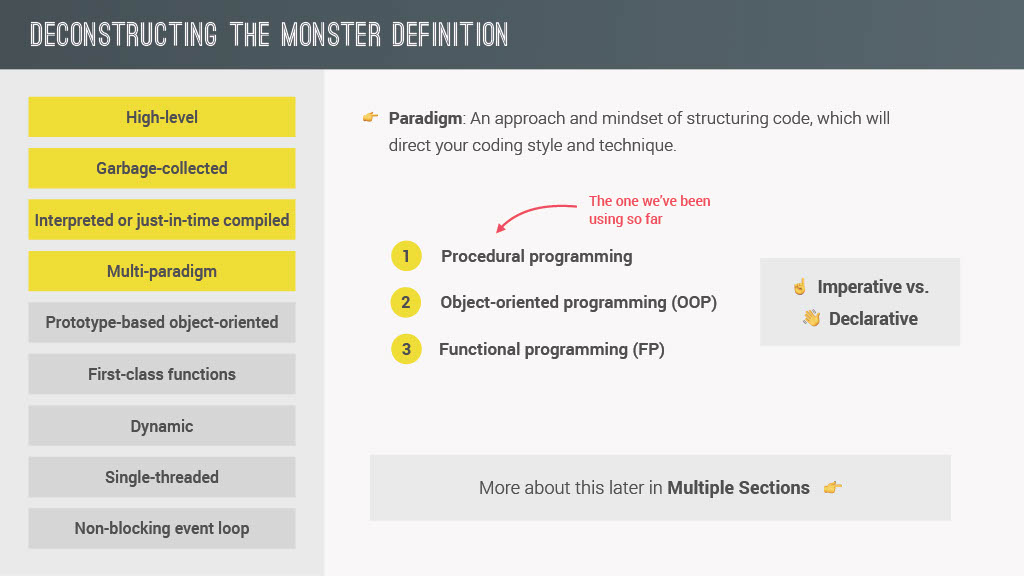 DECONSTRUCTING THE MONSTER DEFINITION
High-level
Garbage-collected
Interpreted or just-in-time compiled
Multi-paradigm
Prototype-based object-oriented
First-class functions
Dynamic
Single-threaded
Non-blocking event loop
👉 Paradigm: An approach and mindset of structuring code, which will
direct your coding style and technique.
The one we've been
using so far
1 Procedural programming
2 Object-oriented programming (OOP)
3 Functional programming (FP)
☝ Imperative vs.
👋 Declarative
More about this later in Multiple Sections 👉